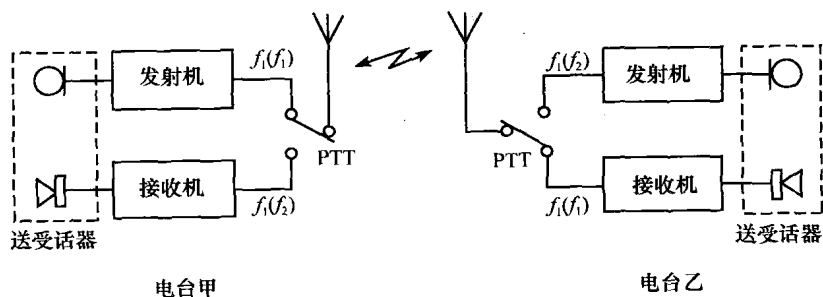 发射机
f₁(f₁)
PTT
接收机
f₁(f₂)
送受话器
电台甲
f₁(f₂)
发射机
PTT
接收机
f₁(f₁)
送受话器
电台乙